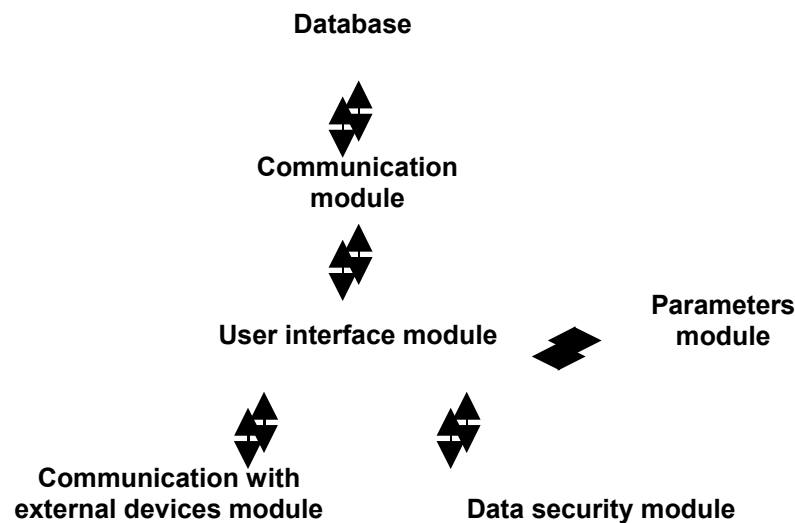 Database
Communication
module
Parameters
module
User interface module
Communication with
external devices module
Data security module